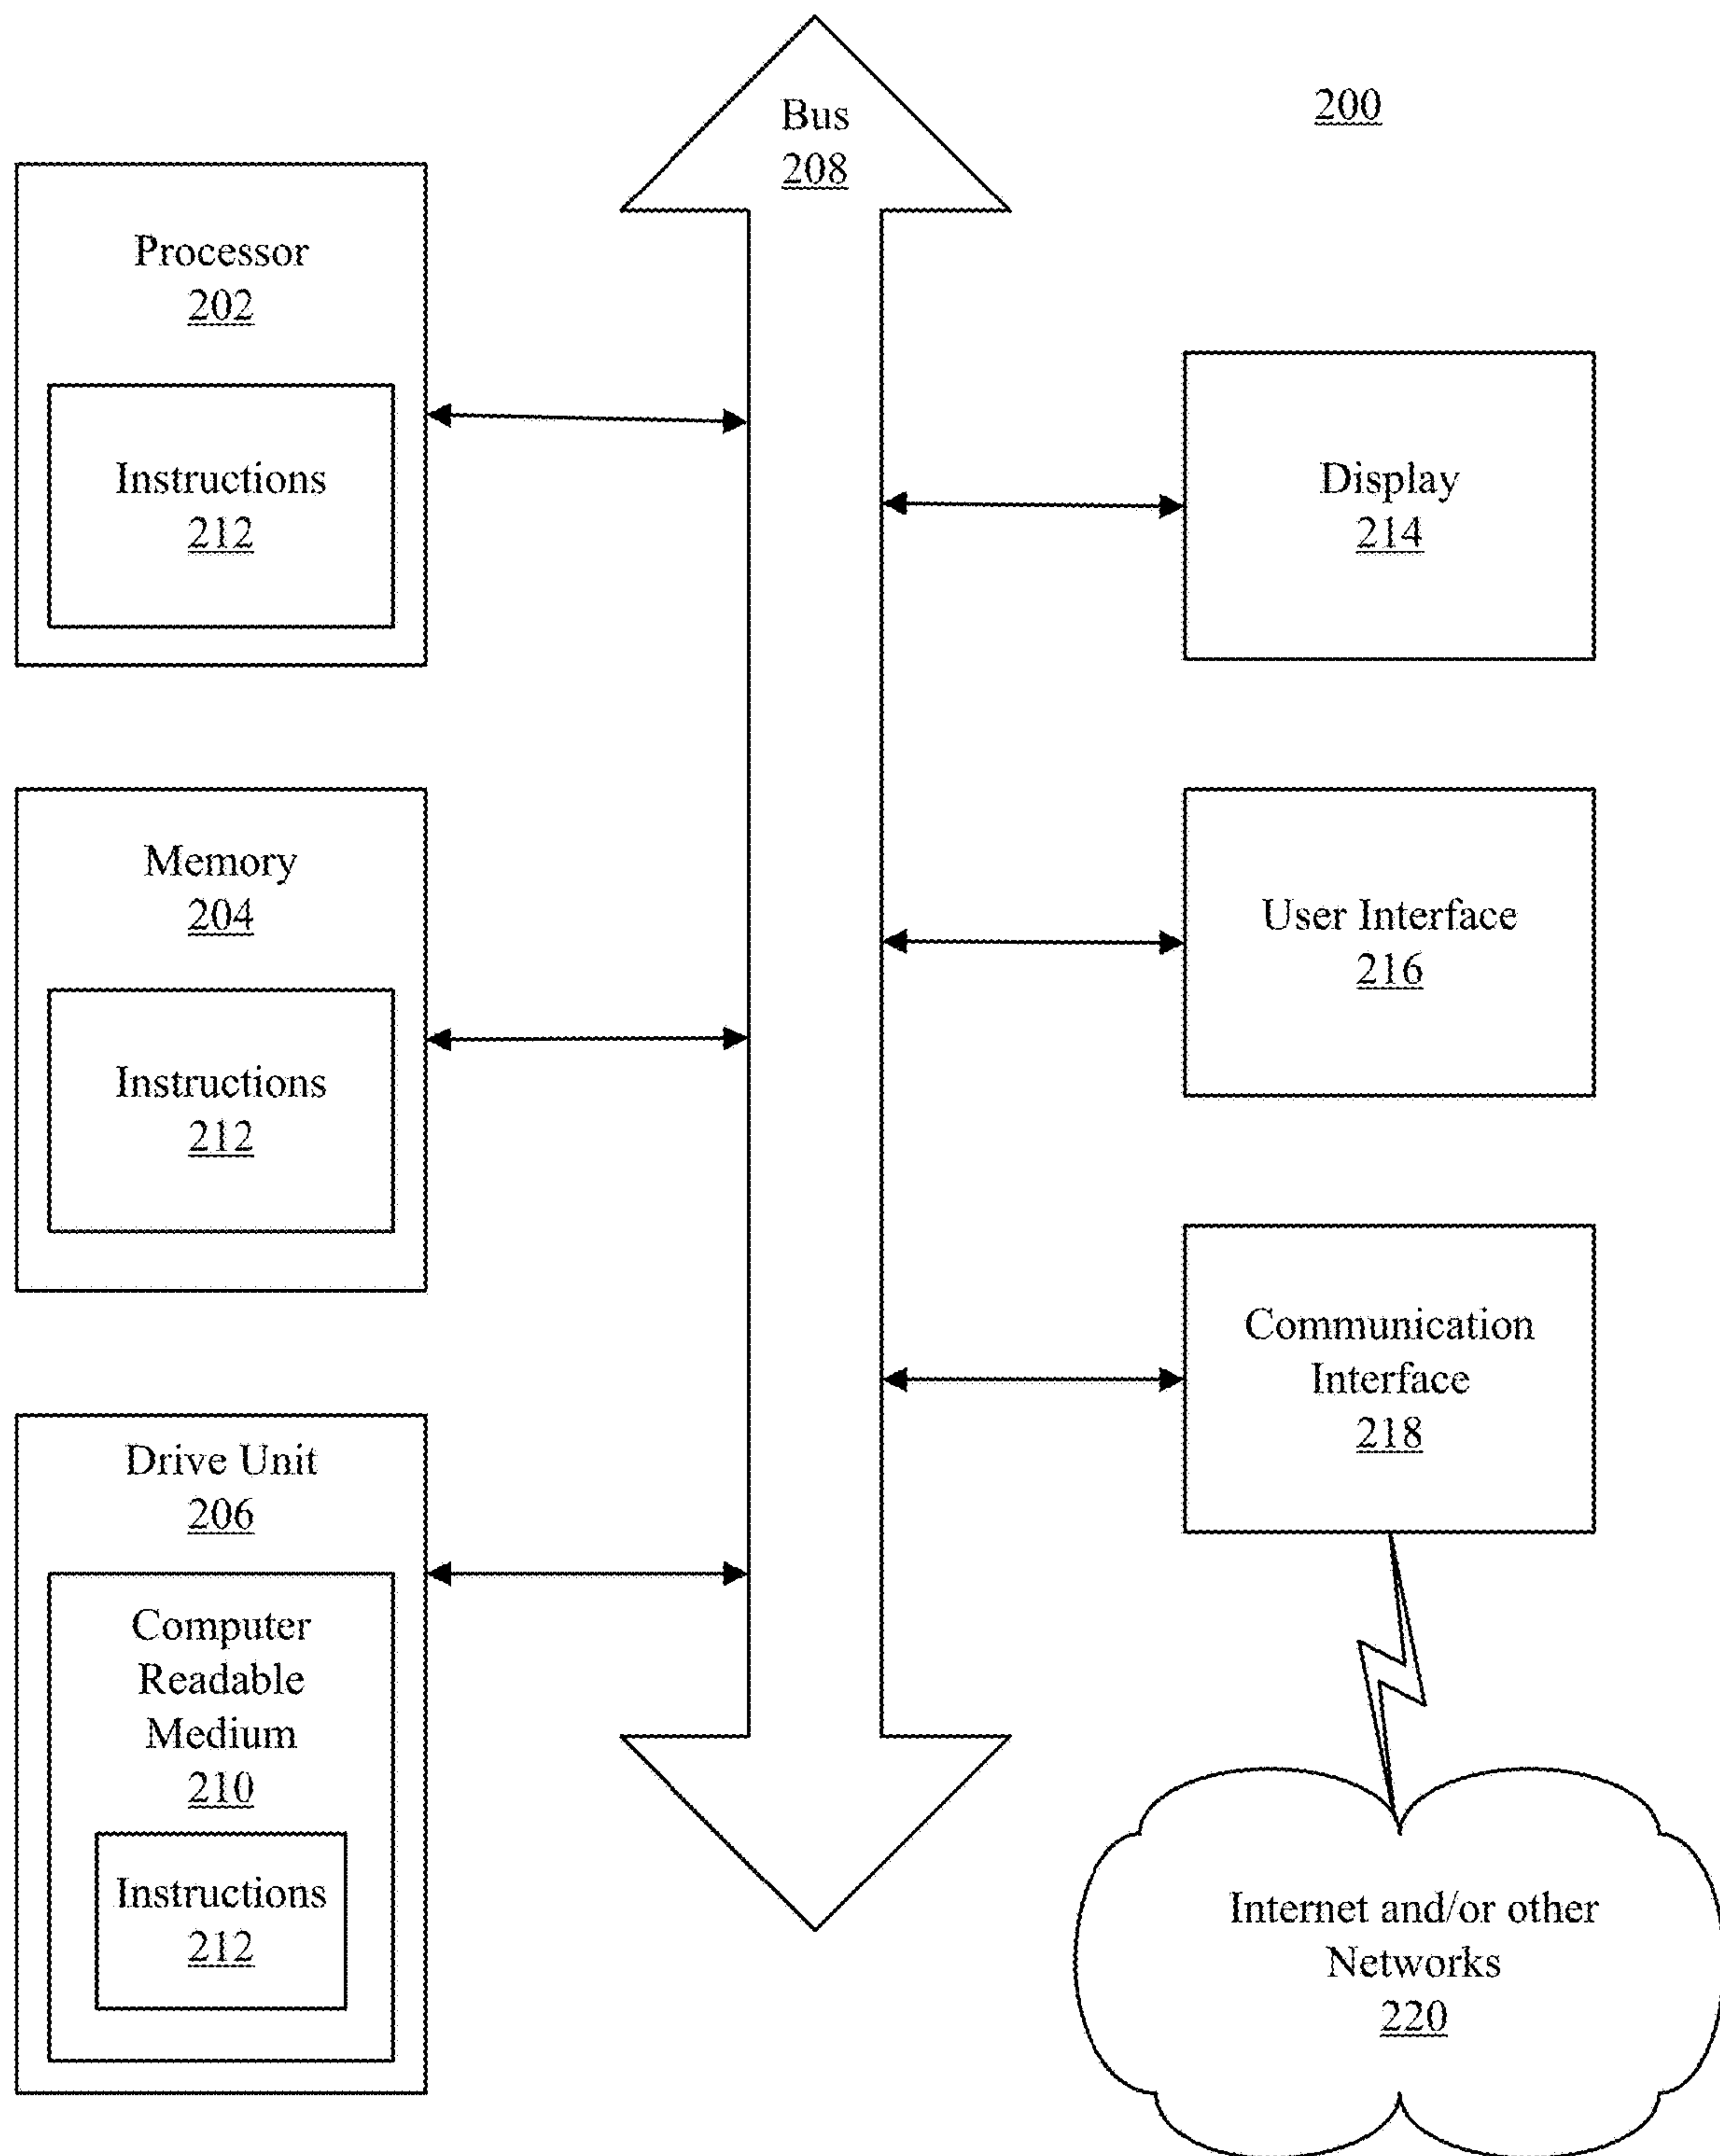 Bus
208
200
Processor
202
Instructions
212
Display
214
Memory
204
Instructions
212
User Interface
216
Communication
Interface
218
Drive Unit
206
Computer
Readable
Medium
210
Instructions
212
Internet and/or other
Networks
220